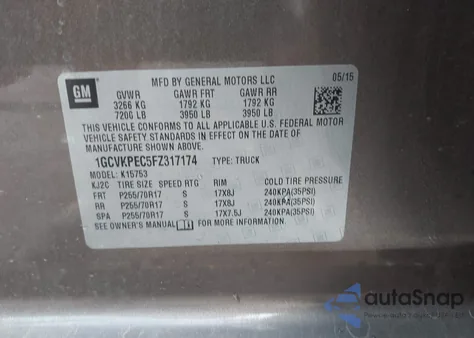 GM
MFD BY GENERAL MOTORS LLC 05/15
GVWR GAWR FRT GAWR RR
3266 KG 1792 KG 1792 KG
7200 LB 3950 LB 3950 LB
THIS VEHICLE CONFORMS TO ALL APPLICABLE U.S. FEDERAL MOTOR
VEHICLE SAFETY STANDARDS IN EFFECT ON THE DATE OF
MANUFACTURE SHOWN ABOVE.
1GCVKPEC5FZ317174 TYPE: TRUCK
MODEL: K15753
KJ2C TIRE SIZE SPEED RTG RIM COLD TIRE PRESSURE
FRT P255/70R17 S 17X8J 240KPA(35PSI)
RR P255/70R17 S 17X8J 240KPA(35PSI)
SPA P255/70R17 S 17X7.5J 240KPA(35PSI)
SEE OWNER'S MANUAL FOR MORE INFORMATION.
autoSnap